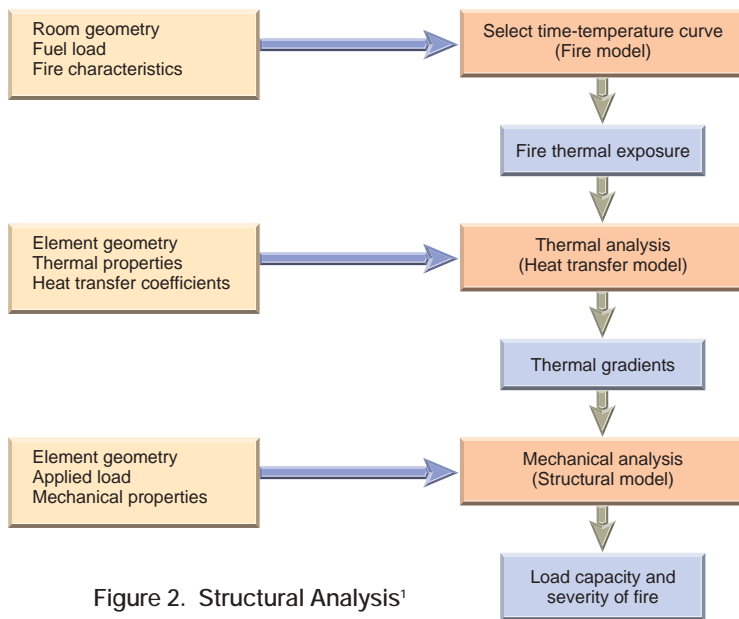 Room geometry
Fuel load
Fire characteristics
Select time-temperature curve
(Fire model)
Fire thermal exposure
Element geometry
Thermal properties
Heat transfer coefficients
Thermal analysis
(Heat transfer model)
Thermal gradients
Element geometry
Applied load
Mechanical properties
Mechanical analysis
(Structural model)
Load capacity and
severity of fire
Figure 2. Structural Analysis¹